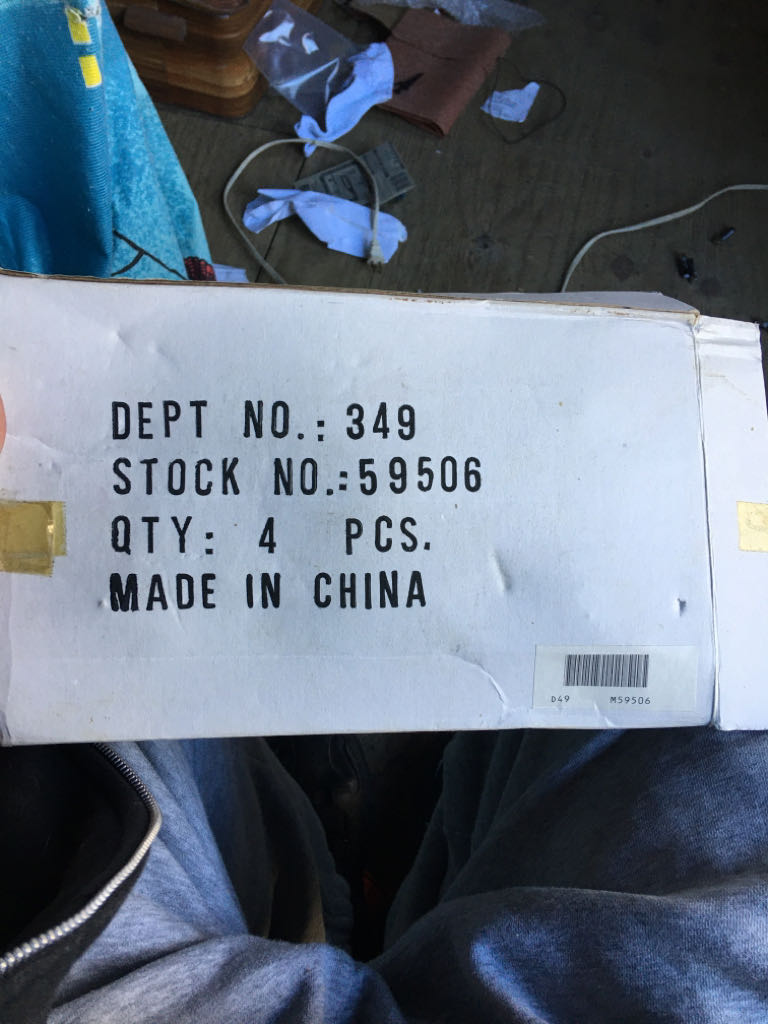 DEPT NO.: 349
STOCK NO.:59506
QTY: 4 PCS.
MADE IN CHINA
D49 M59506